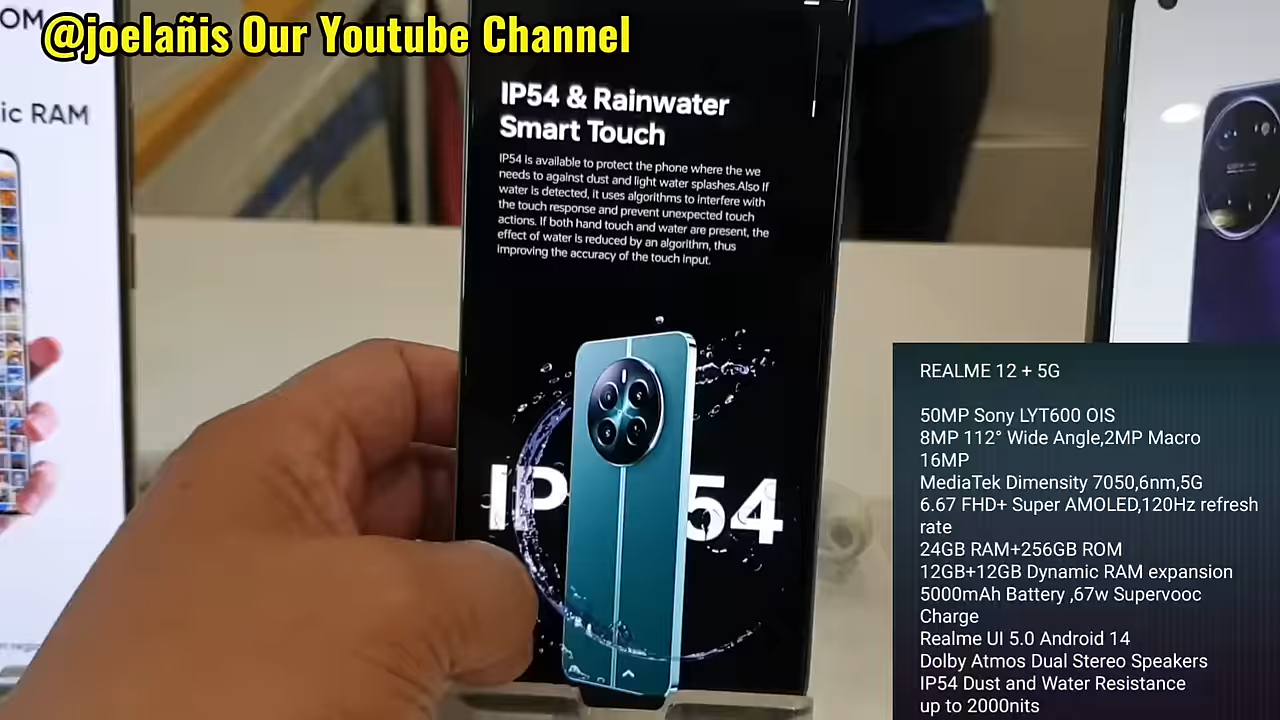 @joelañis Our Youtube Channel
OM
ic RAM
IP54 & Rainwater
Smart Touch
IP54 Is available to protect the phone where the we
needs to against dust and light water splashes.Also If
water is detected, it uses algorithms to interfere with
the touch response and prevent unexpected touch
actions. If both hand touch and water are present, the
effect of water is reduced by an algorithm, thus
Improving the accuracy of the touch Input.
IP54
REALME 12 + 5G
50MP Sony LYT600 OIS
8MP 112° Wide Angle,2MP Macro
16MP
MediaTek Dimensity 7050,6nm,5G
6.67 FHD+ Super AMOLED,120Hz refresh
rate
24GB RAM+256GB ROM
12GB+12GB Dynamic RAM expansion
5000mAh Battery ,67w Supervooc
Charge
Realme UI 5.0 Android 14
Dolby Atmos Dual Stereo Speakers
IP54 Dust and Water Resistance
up to 2000nits